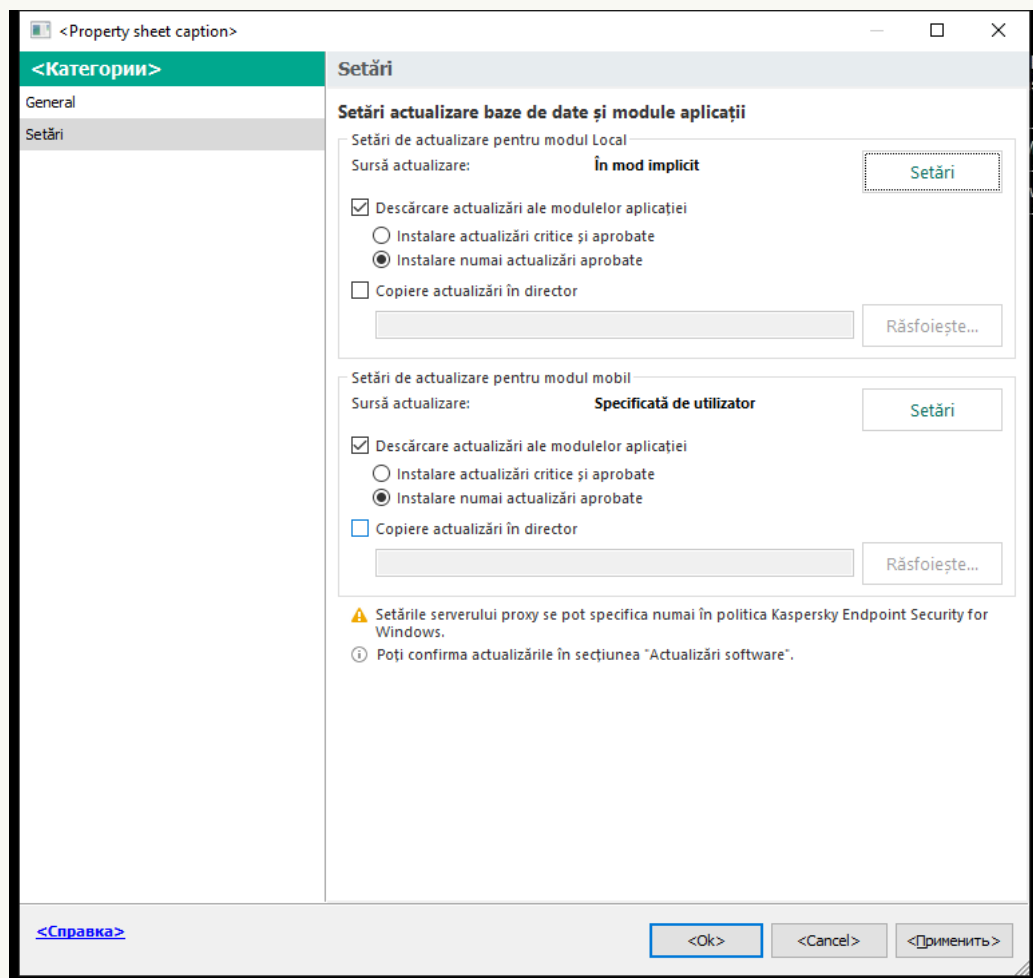 <Property sheet caption>
<Категории>
General
Setări
Setări
Setări actualizare baze de date și module aplicații
Setări de actualizare pentru modul Local
Sursă actualizare: În mod implicit
Setări
Descărcare actualizări ale modulelor aplicației
Instalare actualizări critice și aprobate
Instalare numai actualizări aprobate
Copiere actualizări în director
Răsfoiește...
Setări de actualizare pentru modul mobil
Sursă actualizare: Specificată de utilizator
Setări
Descărcare actualizări ale modulelor aplicației
Instalare actualizări critice și aprobate
Instalare numai actualizări aprobate
Copiere actualizări în director
Răsfoiește...
Setările serverului proxy se pot specifica numai în politica Kaspersky Endpoint Security for
Windows.
Poți confirma actualizările în secțiunea "Actualizări software".
<Справка>
<Ok> <Cancel> <Применить>